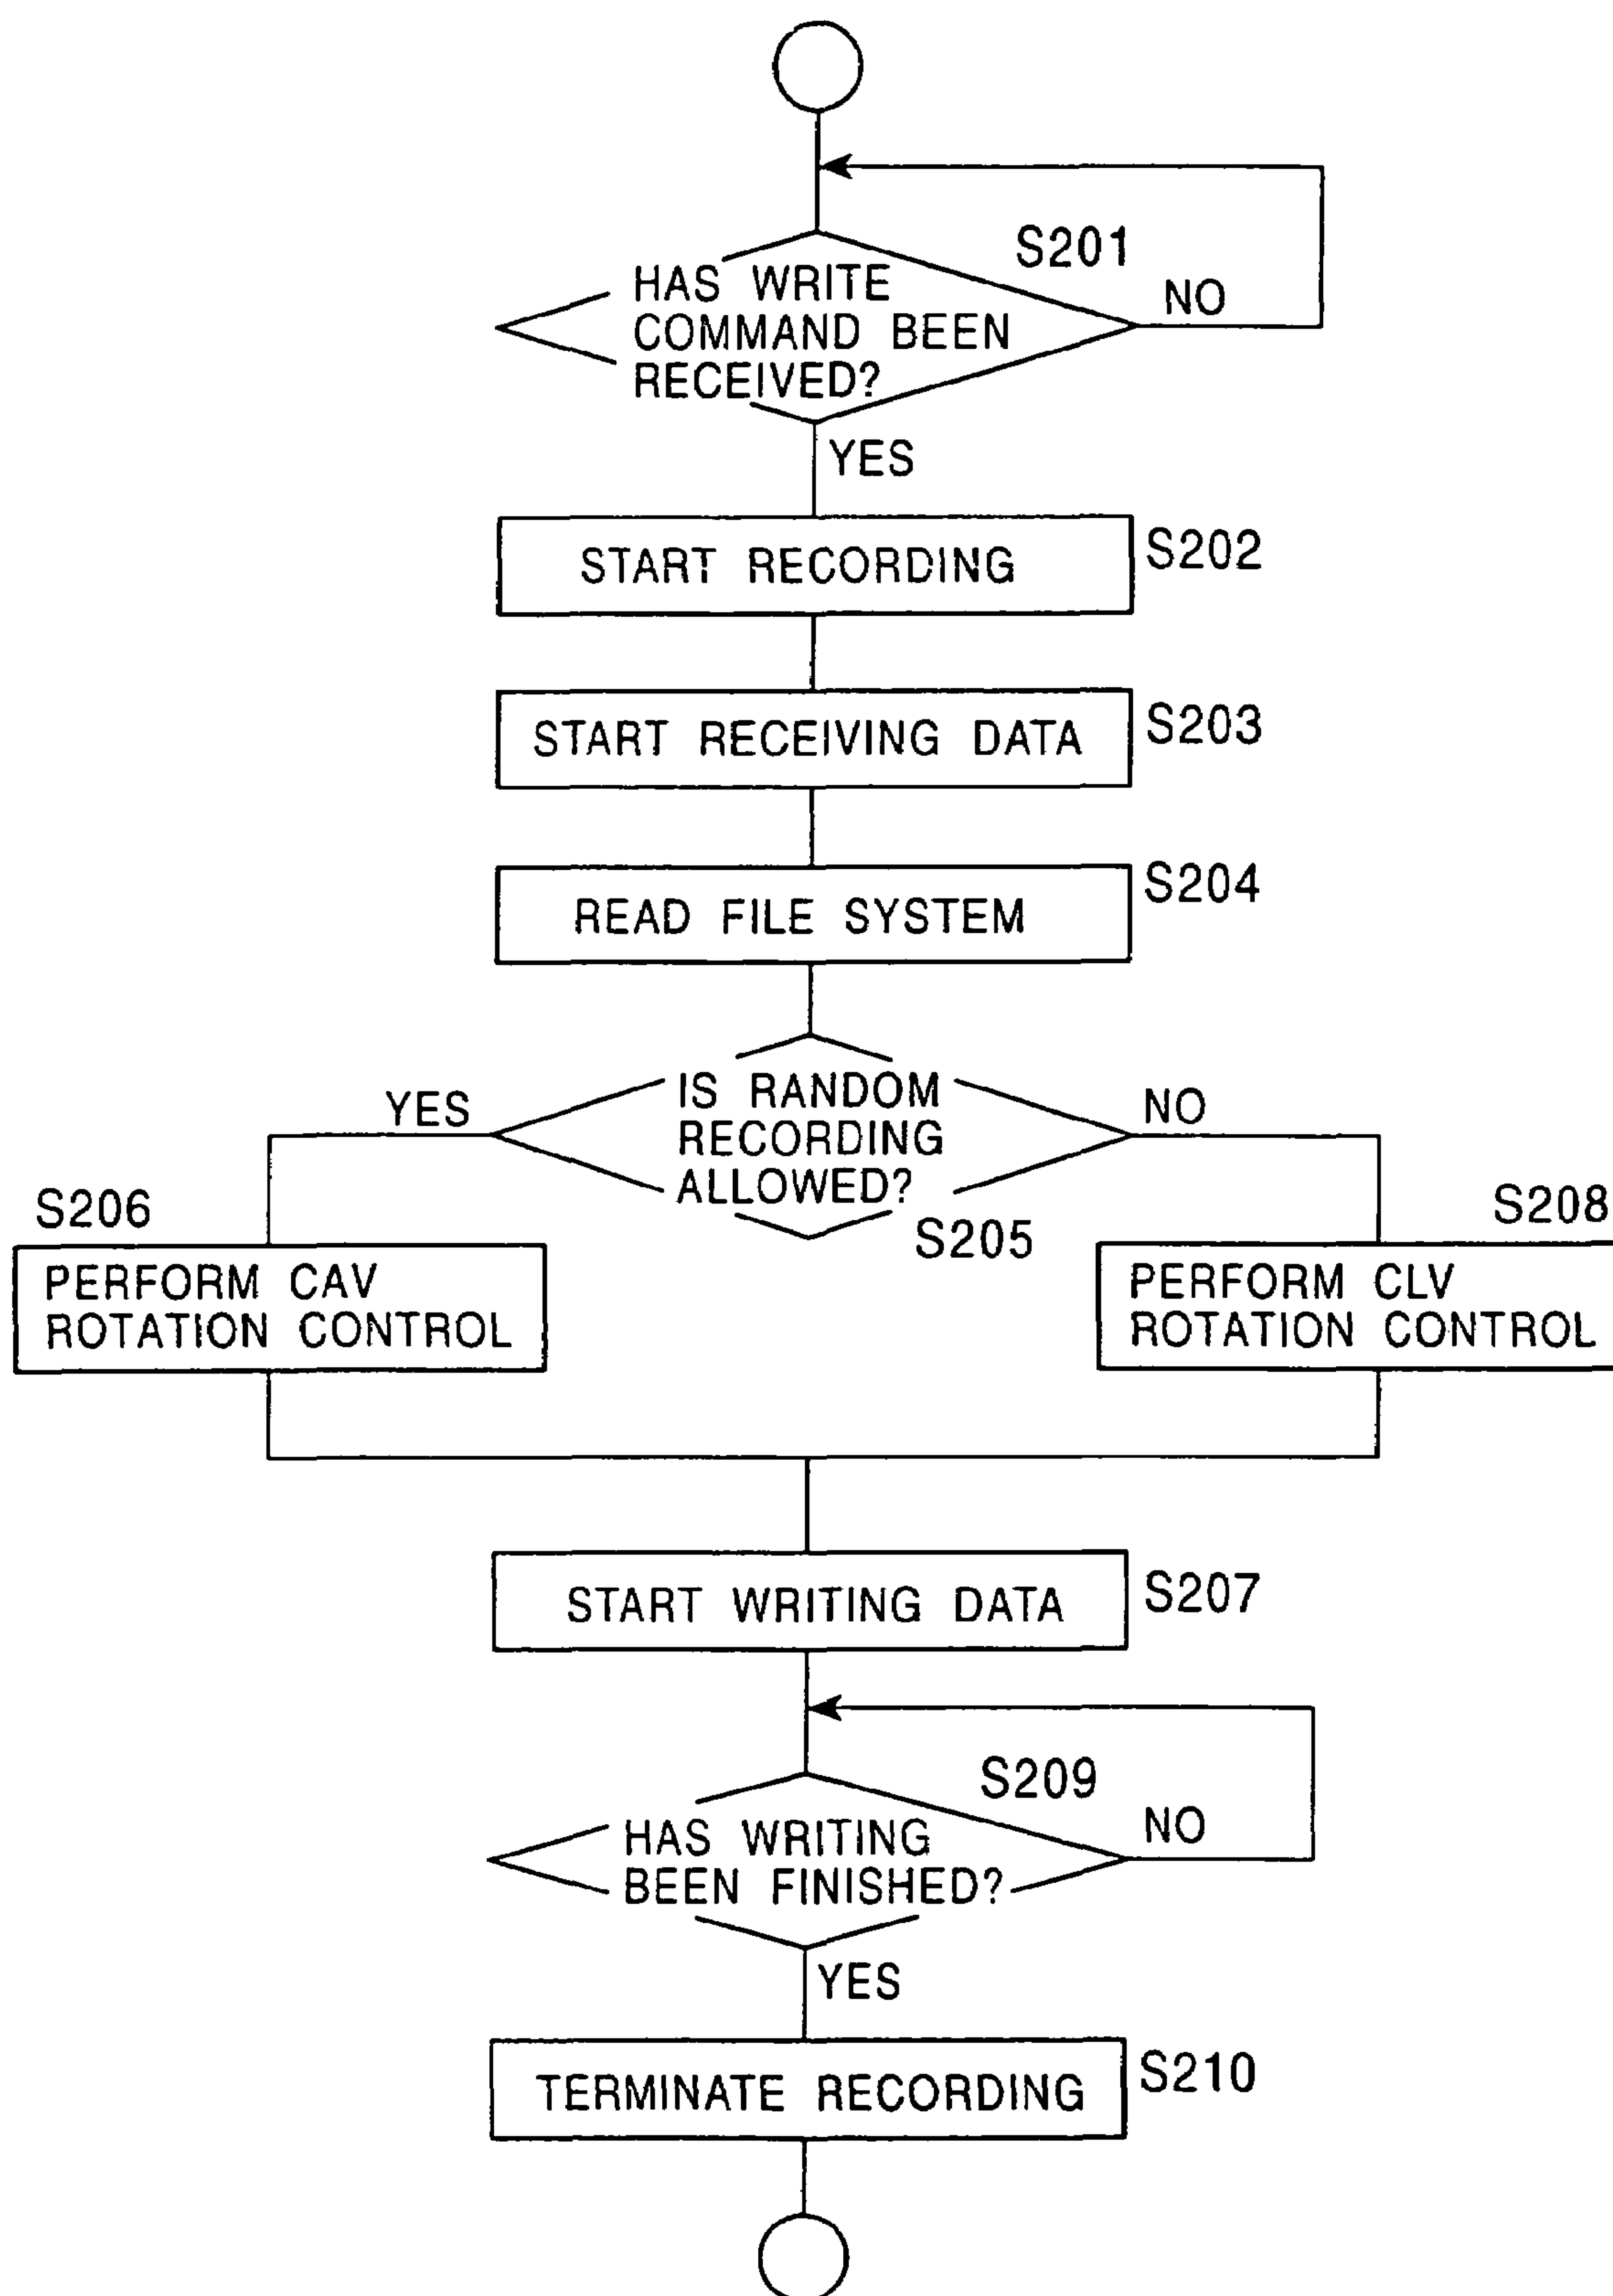 S201
HAS WRITE
COMMAND BEEN
RECEIVED?
NO
YES
START RECORDING
S202
START RECEIVING DATA
S203
READ FILE SYSTEM
S204
YES
IS RANDOM
RECORDING
ALLOWED?
NO
S205
S206
PERFORM CAV
ROTATION CONTROL
S208
PERFORM CLV
ROTATION CONTROL
START WRITING DATA
S207
S209
HAS WRITING
BEEN FINISHED?
NO
YES
TERMINATE RECORDING
S210